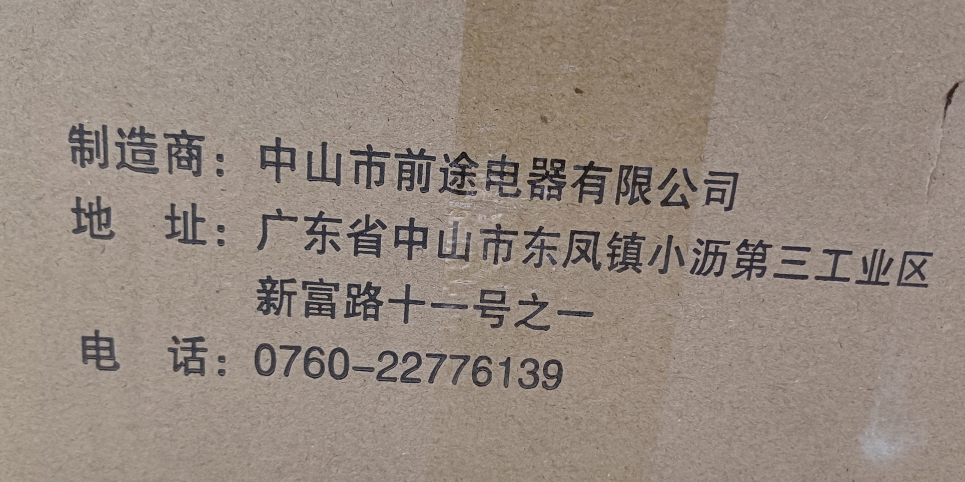 制造商：中山市前途电器有限公司
地　址：广东省中山市东凤镇小沥第三工业区
新富路十一号之一
电　话：0760-22776139